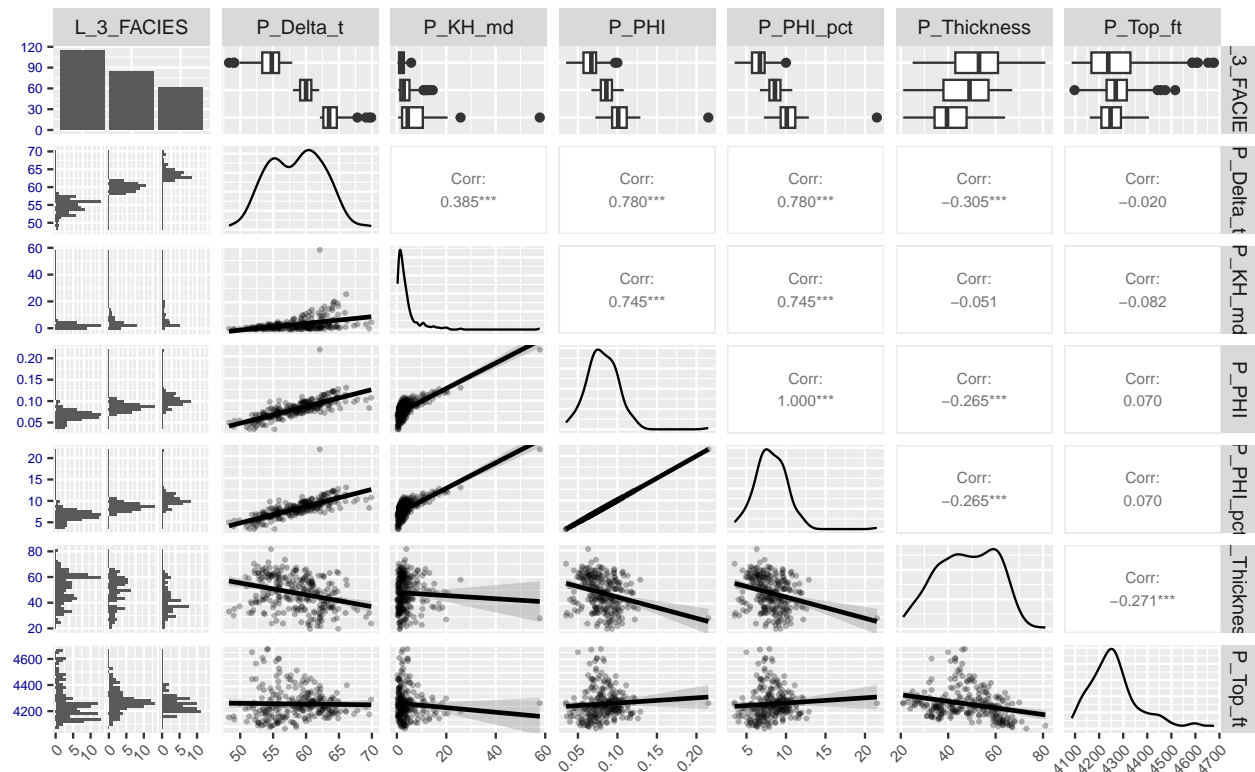 L_3_FACIES P_Delta_t P_KH_md P_PHI P_PHI_pct P_Thickness P_Top_ft
120
90
60
30
0
_3_FACIE
70
65
60
55
50
Corr:
0.385***
Corr:
0.780***
Corr:
0.780***
Corr:
−0.305***
Corr:
−0.020
P_Delta_t
60
40
20
0
Corr:
0.745***
Corr:
0.745***
Corr:
−0.051
Corr:
−0.082
P_KH_md
0.20
0.15
0.10
0.05
Corr:
1.000***
Corr:
−0.265***
Corr:
0.070
P_PHI
20
15
10
5
Corr:
−0.265***
Corr:
0.070
P_PHI_pct
80
60
40
20
Corr:
−0.271***
_Thicknes
4600
4400
4200
P_Top_ft
0 5 10 0 5 10 0 5 10
50 55 60 65 70
0 20 40 60
0.05 0.10 0.15 0.20
5 10 15 20
20 40 60 80
4100 4200 4300 4400 4500 4600 4700